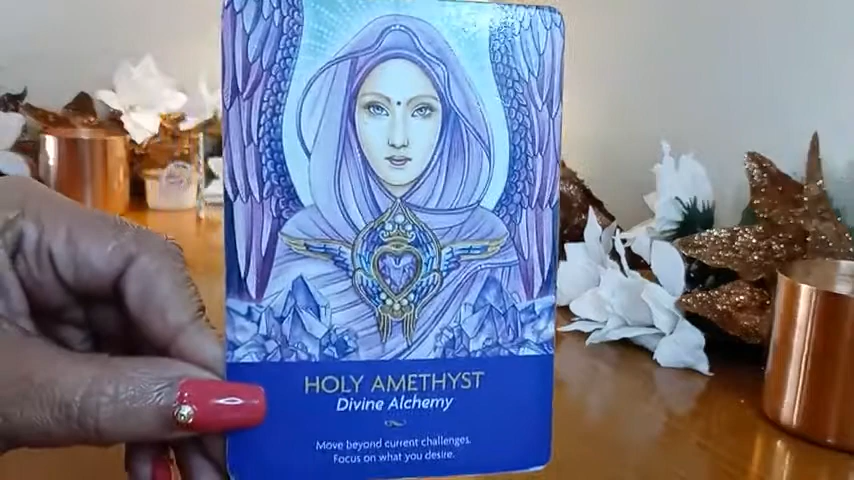 HOLY AMETHYST
Divine Alchemy
Move beyond current challenges.
Focus on what you desire.